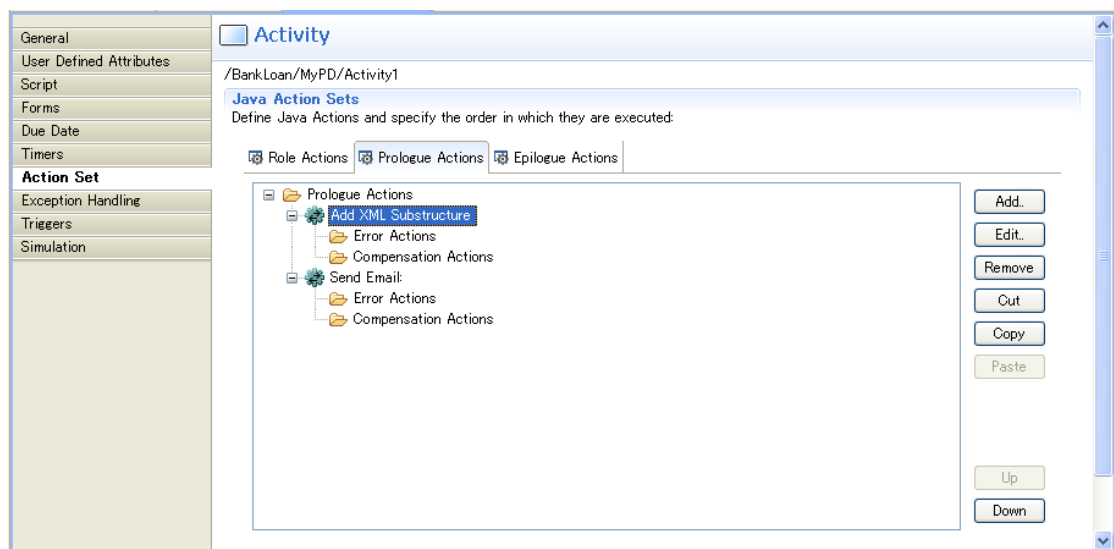 General
User Defined Attributes
Script
Forms
Due Date
Timers
Action Set
Exception Handling
Triggers
Simulation
Activity
/BankLoan/MyPD/Activity1
Java Action Sets
Define Java Actions and specify the order in which they are executed:
Role Actions Prologue Actions Epilogue Actions
Prologue Actions
Add XML Substructure
Error Actions
Compensation Actions
Send Email:
Error Actions
Compensation Actions
Add..
Edit..
Remove
Cut
Copy
Paste
Up
Down